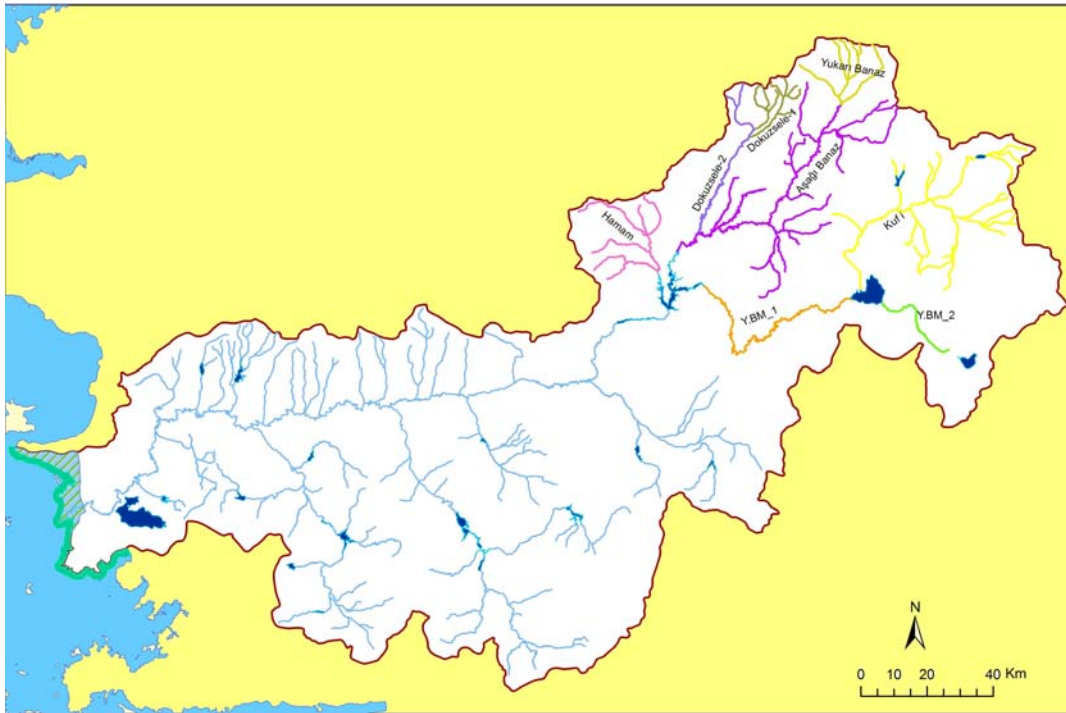 Yukarı Banaz
Dokuzsele-1
Dokuzsele-2
Aşağı Banaz
Hamam
Kuf i
Y.BM_1
Y.BM_2
N
0 10 20 40 Km